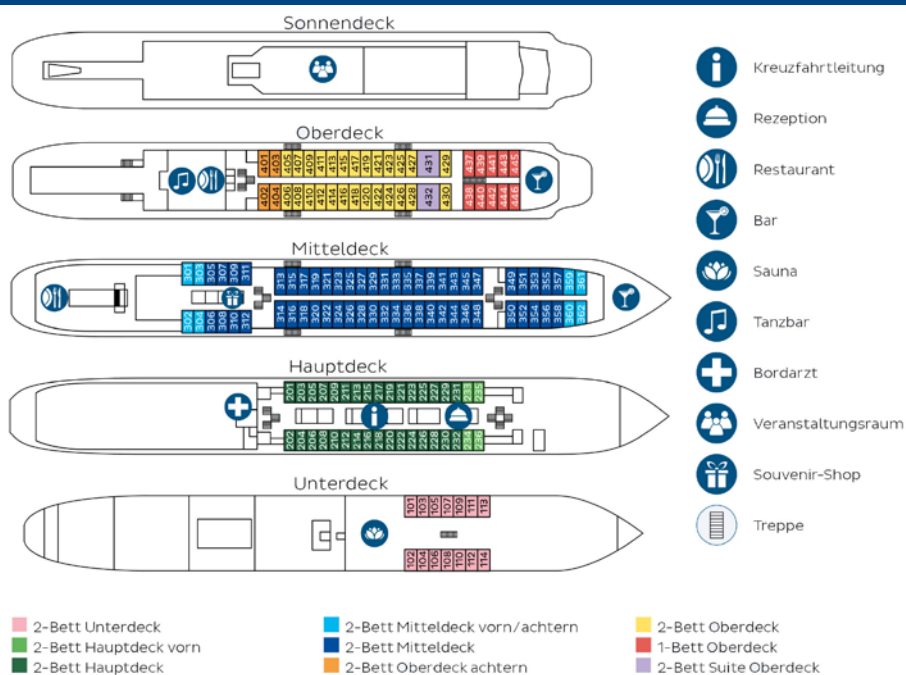 Sonnendeck
Oberdeck
401 403 405 407 409 411 413 415 417 419 421 423 425 427 431 429 437 439 441 443 445
402 404 406 408 410 412 414 416 418 420 422 424 426 428 432 430 438 440 442 444 446
Mitteldeck
301 303 305 307 309 311 313 315 317 319 321 323 325 327 329 331 333 335 337 339 341 343 345 347 349 351 353 355 357 359 361
302 304 306 308 310 312 314 316 318 320 322 324 326 328 330 332 334 336 338 340 342 344 346 348 350 352 354 356 358 360 362
Hauptdeck
201 203 205 207 209 211 213 215 217 219 221 223 225 227 229 231 233 235
202 204 206 208 210 212 214 216 218 220 222 224 226 228 230 232 234 236
Unterdeck
101 103 105 107 109 111 113
102 104 106 108 110 112 114
Kreuzfahrtleitung
Rezeption
Restaurant
Bar
Sauna
Tanzbar
Bordarzt
Veranstaltungsraum
Souvenir-Shop
Treppe
2-Bett Unterdeck
2-Bett Hauptdeck vorn
2-Bett Hauptdeck
2-Bett Mitteldeck vorn/achtern
2-Bett Mitteldeck
2-Bett Oberdeck achtern
2-Bett Oberdeck
1-Bett Oberdeck
2-Bett Suite Oberdeck